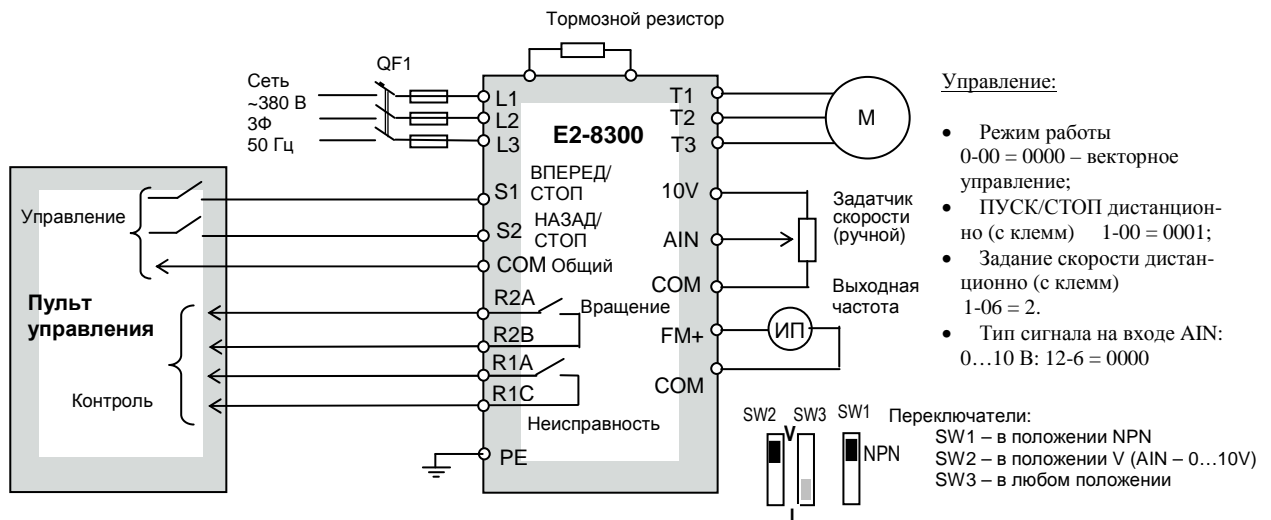 Тормозной резистор
QF1
Сеть
~380 В
3Ф
50 Гц
L1
L2
L3
E2-8300
T1
T2
T3
М
Пульт
управления
Управление
Контроль
S1
ВПЕРЕД/
СТОП
S2
НАЗАД/
СТОП
COM Общий
R2A
Вращение
R2B
R1A
R1C
Неисправность
PE
10V
AIN
COM
FM+
COM
Задатчик
скорости
(ручной)
Выходная
частота
ИП
Управление:
• Режим работы
0-00 = 0000 – векторное
управление;
• ПУСК/СТОП дистанцион-
но (с клемм) 1-00 = 0001;
• Задание скорости дистан-
ционно (с клемм)
1-06 = 2.
• Тип сигнала на входе AIN:
0…10 В: 12-6 = 0000
SW2 SW3 SW1
V
NPN
I
Переключатели:
SW1 – в положении NPN
SW2 – в положении V (AIN – 0…10V)
SW3 – в любом положении